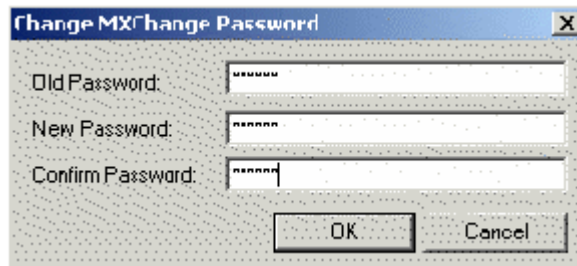 Change MXChange Password
Old Password: ******
New Password: ******
Confirm Password: ******
OK Cancel